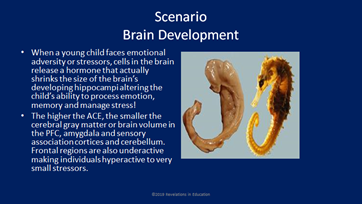 Scenario
Brain Development
• When a young child faces emotional
adversity or stressors, cells in the brain
release a hormone that actually
shrinks the size of the brain's
developing hippocampi altering the
child's ability to process emotion,
memory and manage stress!
• The higher the ACE, the smaller the
cerebral gray matter or brain volume in
the PFC, amygdala and sensory
association cortices and cerebellum.
Frontal regions are also underactive
making individuals hyperactive to very
small stressors.
Revelations in Education